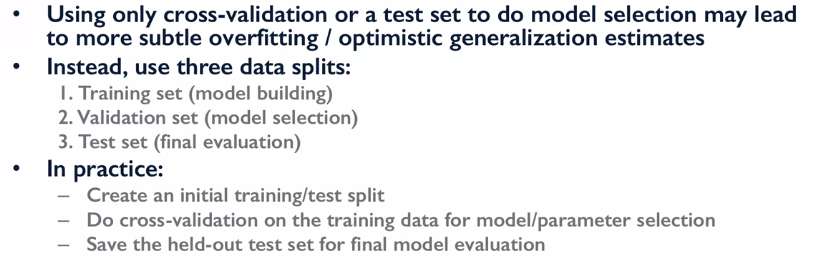 • Using only cross-validation or a test set to do model selection may lead
to more subtle overfitting / optimistic generalization estimates
• Instead, use three data splits:
1. Training set (model building)
2. Validation set (model selection)
3. Test set (final evaluation)
• In practice:
– Create an initial training/test split
– Do cross-validation on the training data for model/parameter selection
– Save the held-out test set for final model evaluation